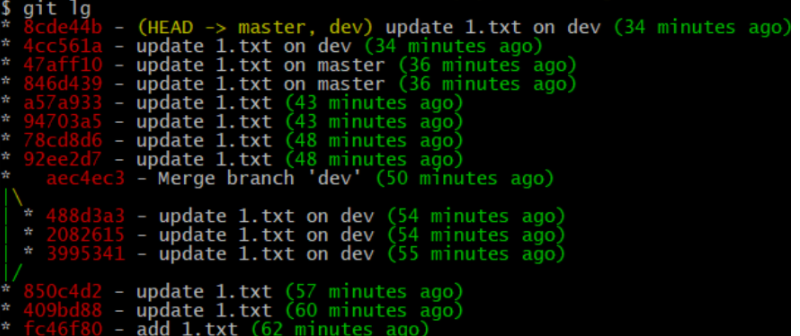 $ git lg
* 8cde44b - (HEAD -> master, dev) update 1.txt on dev (34 minutes ago)
* 4cc561a - update 1.txt on dev (34 minutes ago)
* 47aff10 - update 1.txt on master (36 minutes ago)
* 846d439 - update 1.txt on master (36 minutes ago)
* a57a933 - update 1.txt (43 minutes ago)
* 94703a5 - update 1.txt (43 minutes ago)
* 78cd8d6 - update 1.txt (48 minutes ago)
* 92ee2d7 - update 1.txt (48 minutes ago)
*   aec4ec3 - Merge branch 'dev' (50 minutes ago)
|\
| * 488d3a3 - update 1.txt on dev (54 minutes ago)
| * 2082615 - update 1.txt on dev (54 minutes ago)
| * 3995341 - update 1.txt on dev (55 minutes ago)
|/
* 850c4d2 - update 1.txt (57 minutes ago)
* 409bd88 - update 1.txt (60 minutes ago)
* fc46f80 - add 1.txt (62 minutes ago)